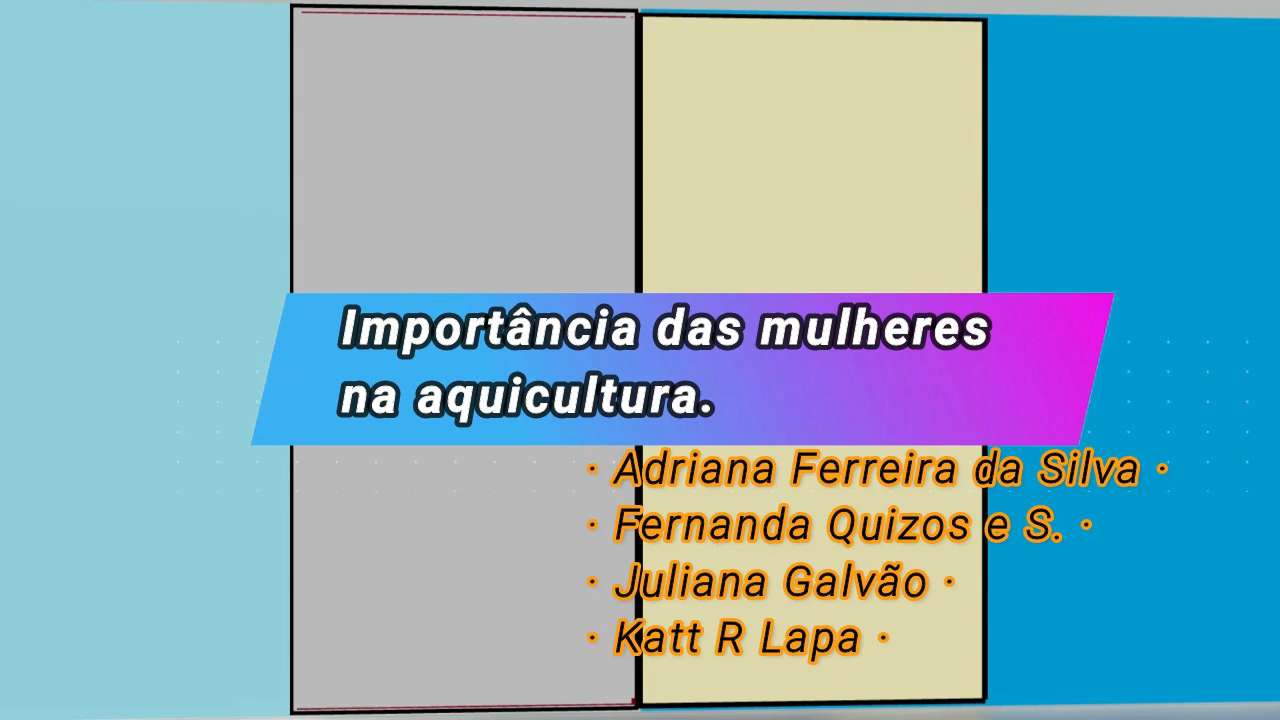 Importância das mulheres
na aquicultura.
· Adriana Ferreira da Silva ·
· Fernanda Quizos e S. ·
· Juliana Galvão ·
· Katt R Lapa ·